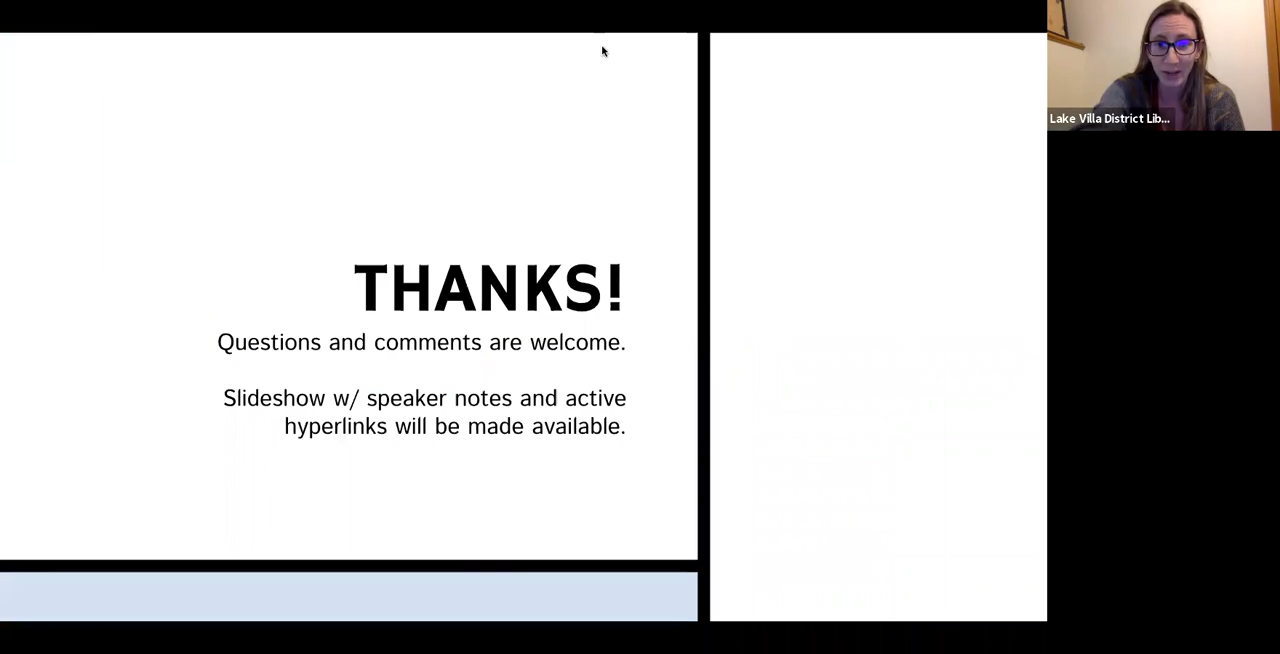 THANKS!
Questions and comments are welcome.
Slideshow w/ speaker notes and active
hyperlinks will be made available.
Lake Villa District Lib...